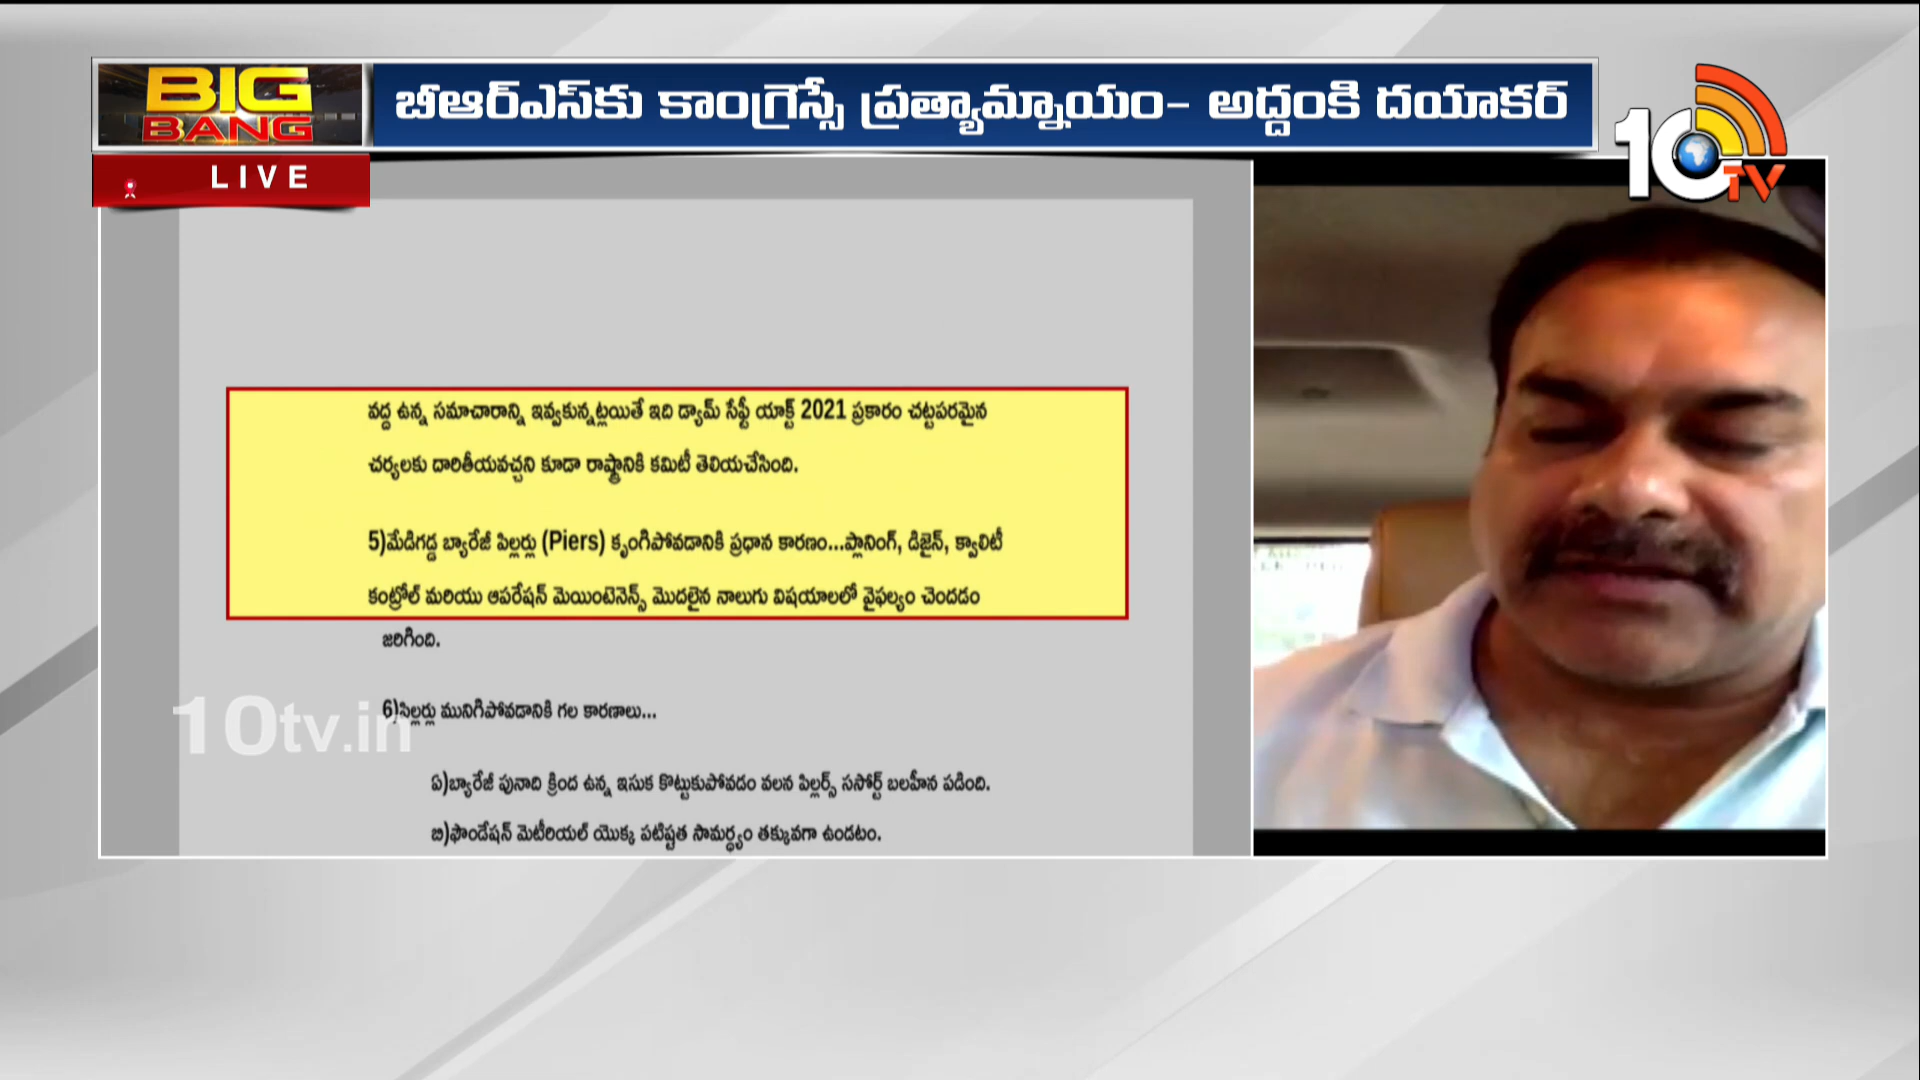 BIG
BANG
బీఆర్ఎస్‌కు కాంగ్రెస్సే ప్రత్యామ్నాయం- అద్దంకి దయాకర్
10TV
LIVE
వద్ద ఉన్న సమాచారాన్ని ఇవ్వకున్నట్లయితే ఇది డ్యామ్ సేఫ్టీ యాక్ట్ 2021 ప్రకారం చట్టపరమైన
చర్యలకు దారితీయవచ్చని కూడా రాష్ట్రానికి కమిటీ తెలియచేసింది.
5)మేడిగడ్డ బ్యారేజీ పిల్లర్లు (Piers) కృంగిపోవడానికి ప్రధాన కారణం...ప్లానింగ్, డిజైన్, క్వాలిటీ
కంట్రోల్ మరియు ఆపరేషన్ మెయింటెనెన్స్ మొదలైన నాలుగు విషయాలలో వైఫల్యం చెందడం
జరిగింది.
6)పిల్లర్లు మునిగిపోవడానికి గల కారణాలు...
10tv.in
ఏ)బ్యారేజీ పునాది క్రింద ఉన్న ఇసుక కొట్టుకుపోవడం వలన పిల్లర్స్ సపోర్ట్ బలహీన పడింది.
బి)ఫౌండేషన్ మెటీరియల్ యొక్క పటిష్టత సామర్థ్యం తక్కువగా ఉండటం.